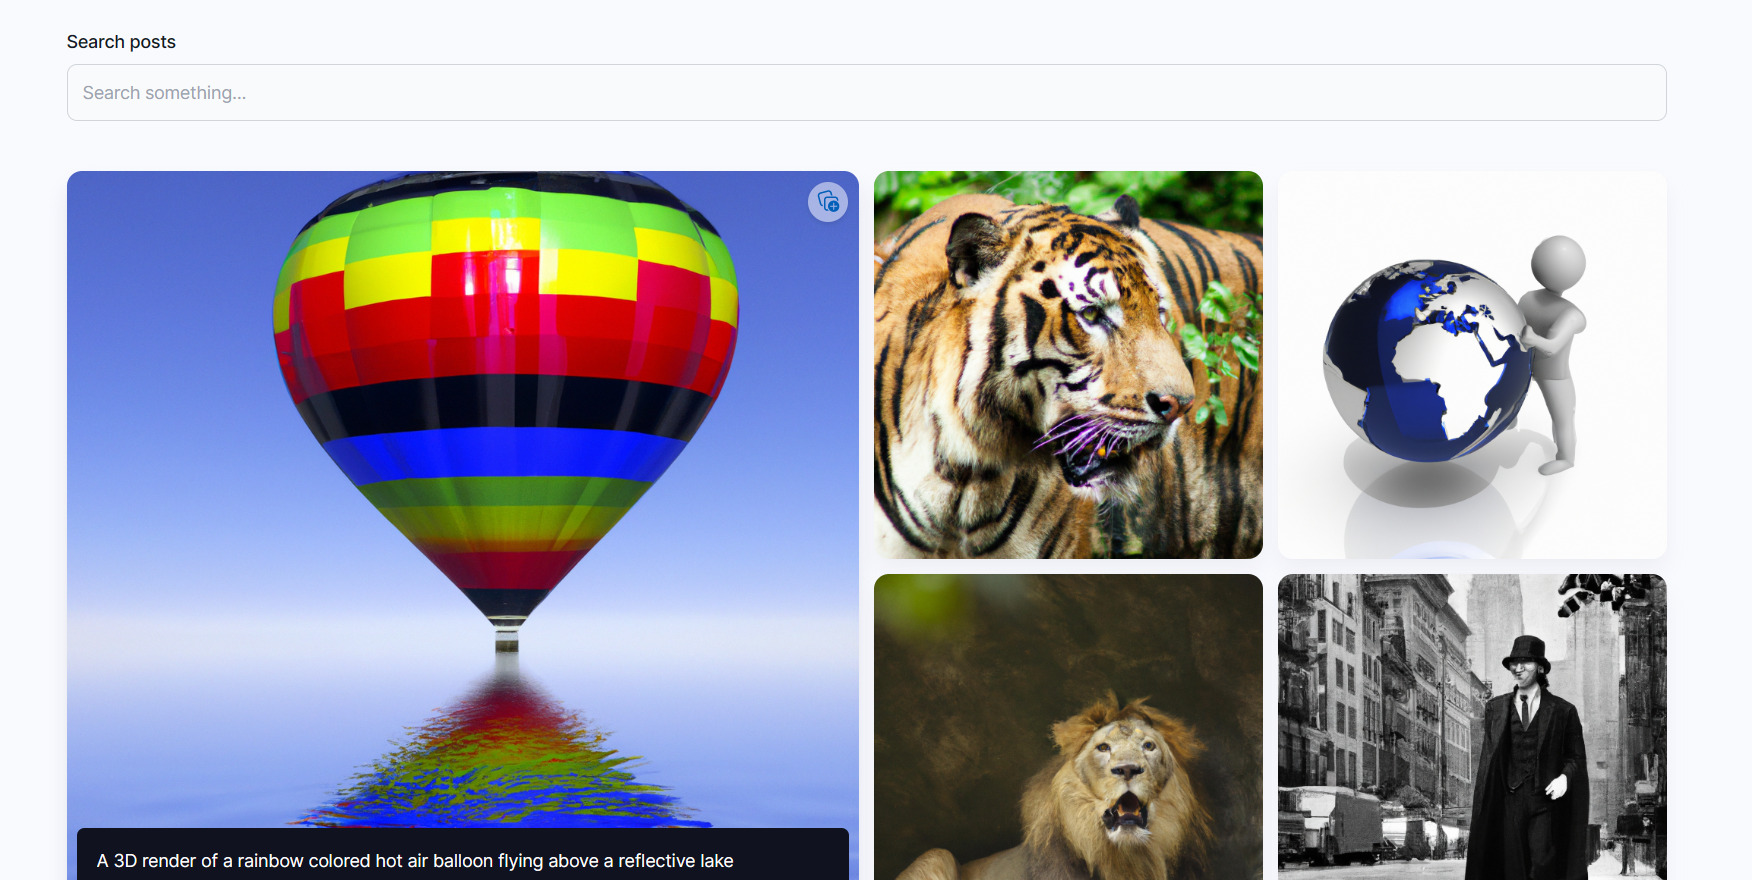 Search posts
Search something...
A 3D render of a rainbow colored hot air balloon flying above a reflective lake